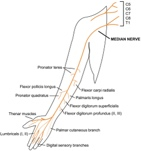 C5
C6
C7
C8
T1
MEDIAN NERVE
Pronator teres
Flexor carpi radialis
Flexor pollicis longus
Palmaris longus
Pronator quadratus
Flexor digitorum superficialis
Flexor digitorum profundus (II, III)
Thenar muscles
Palmar cutaneous branch
Lumbricals (I, II)
Digital sensory branches